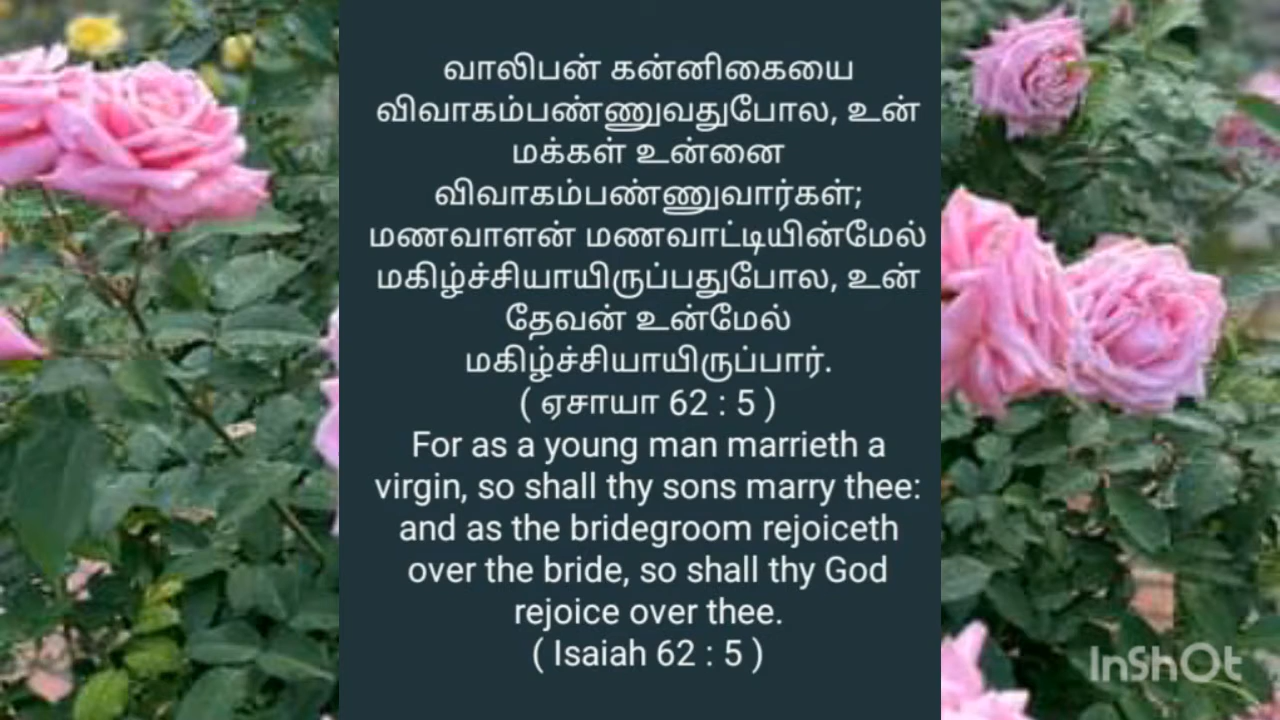 வாலிபன் கன்னிகையை
விவாகம்பண்ணுவதுபோல, உன்
மக்கள் உன்னை
விவாகம்பண்ணுவார்கள்;
மணவாளன் மணவாட்டியின்மேல்
மகிழ்ச்சியாயிருப்பதுபோல, உன்
தேவன் உன்மேல்
மகிழ்ச்சியாயிருப்பார்.
( ஏசாயா 62 : 5 )
For as a young man marrieth a
virgin, so shall thy sons marry thee:
and as the bridegroom rejoiceth
over the bride, so shall thy God
rejoice over thee.
( Isaiah 62 : 5 )
InShOt